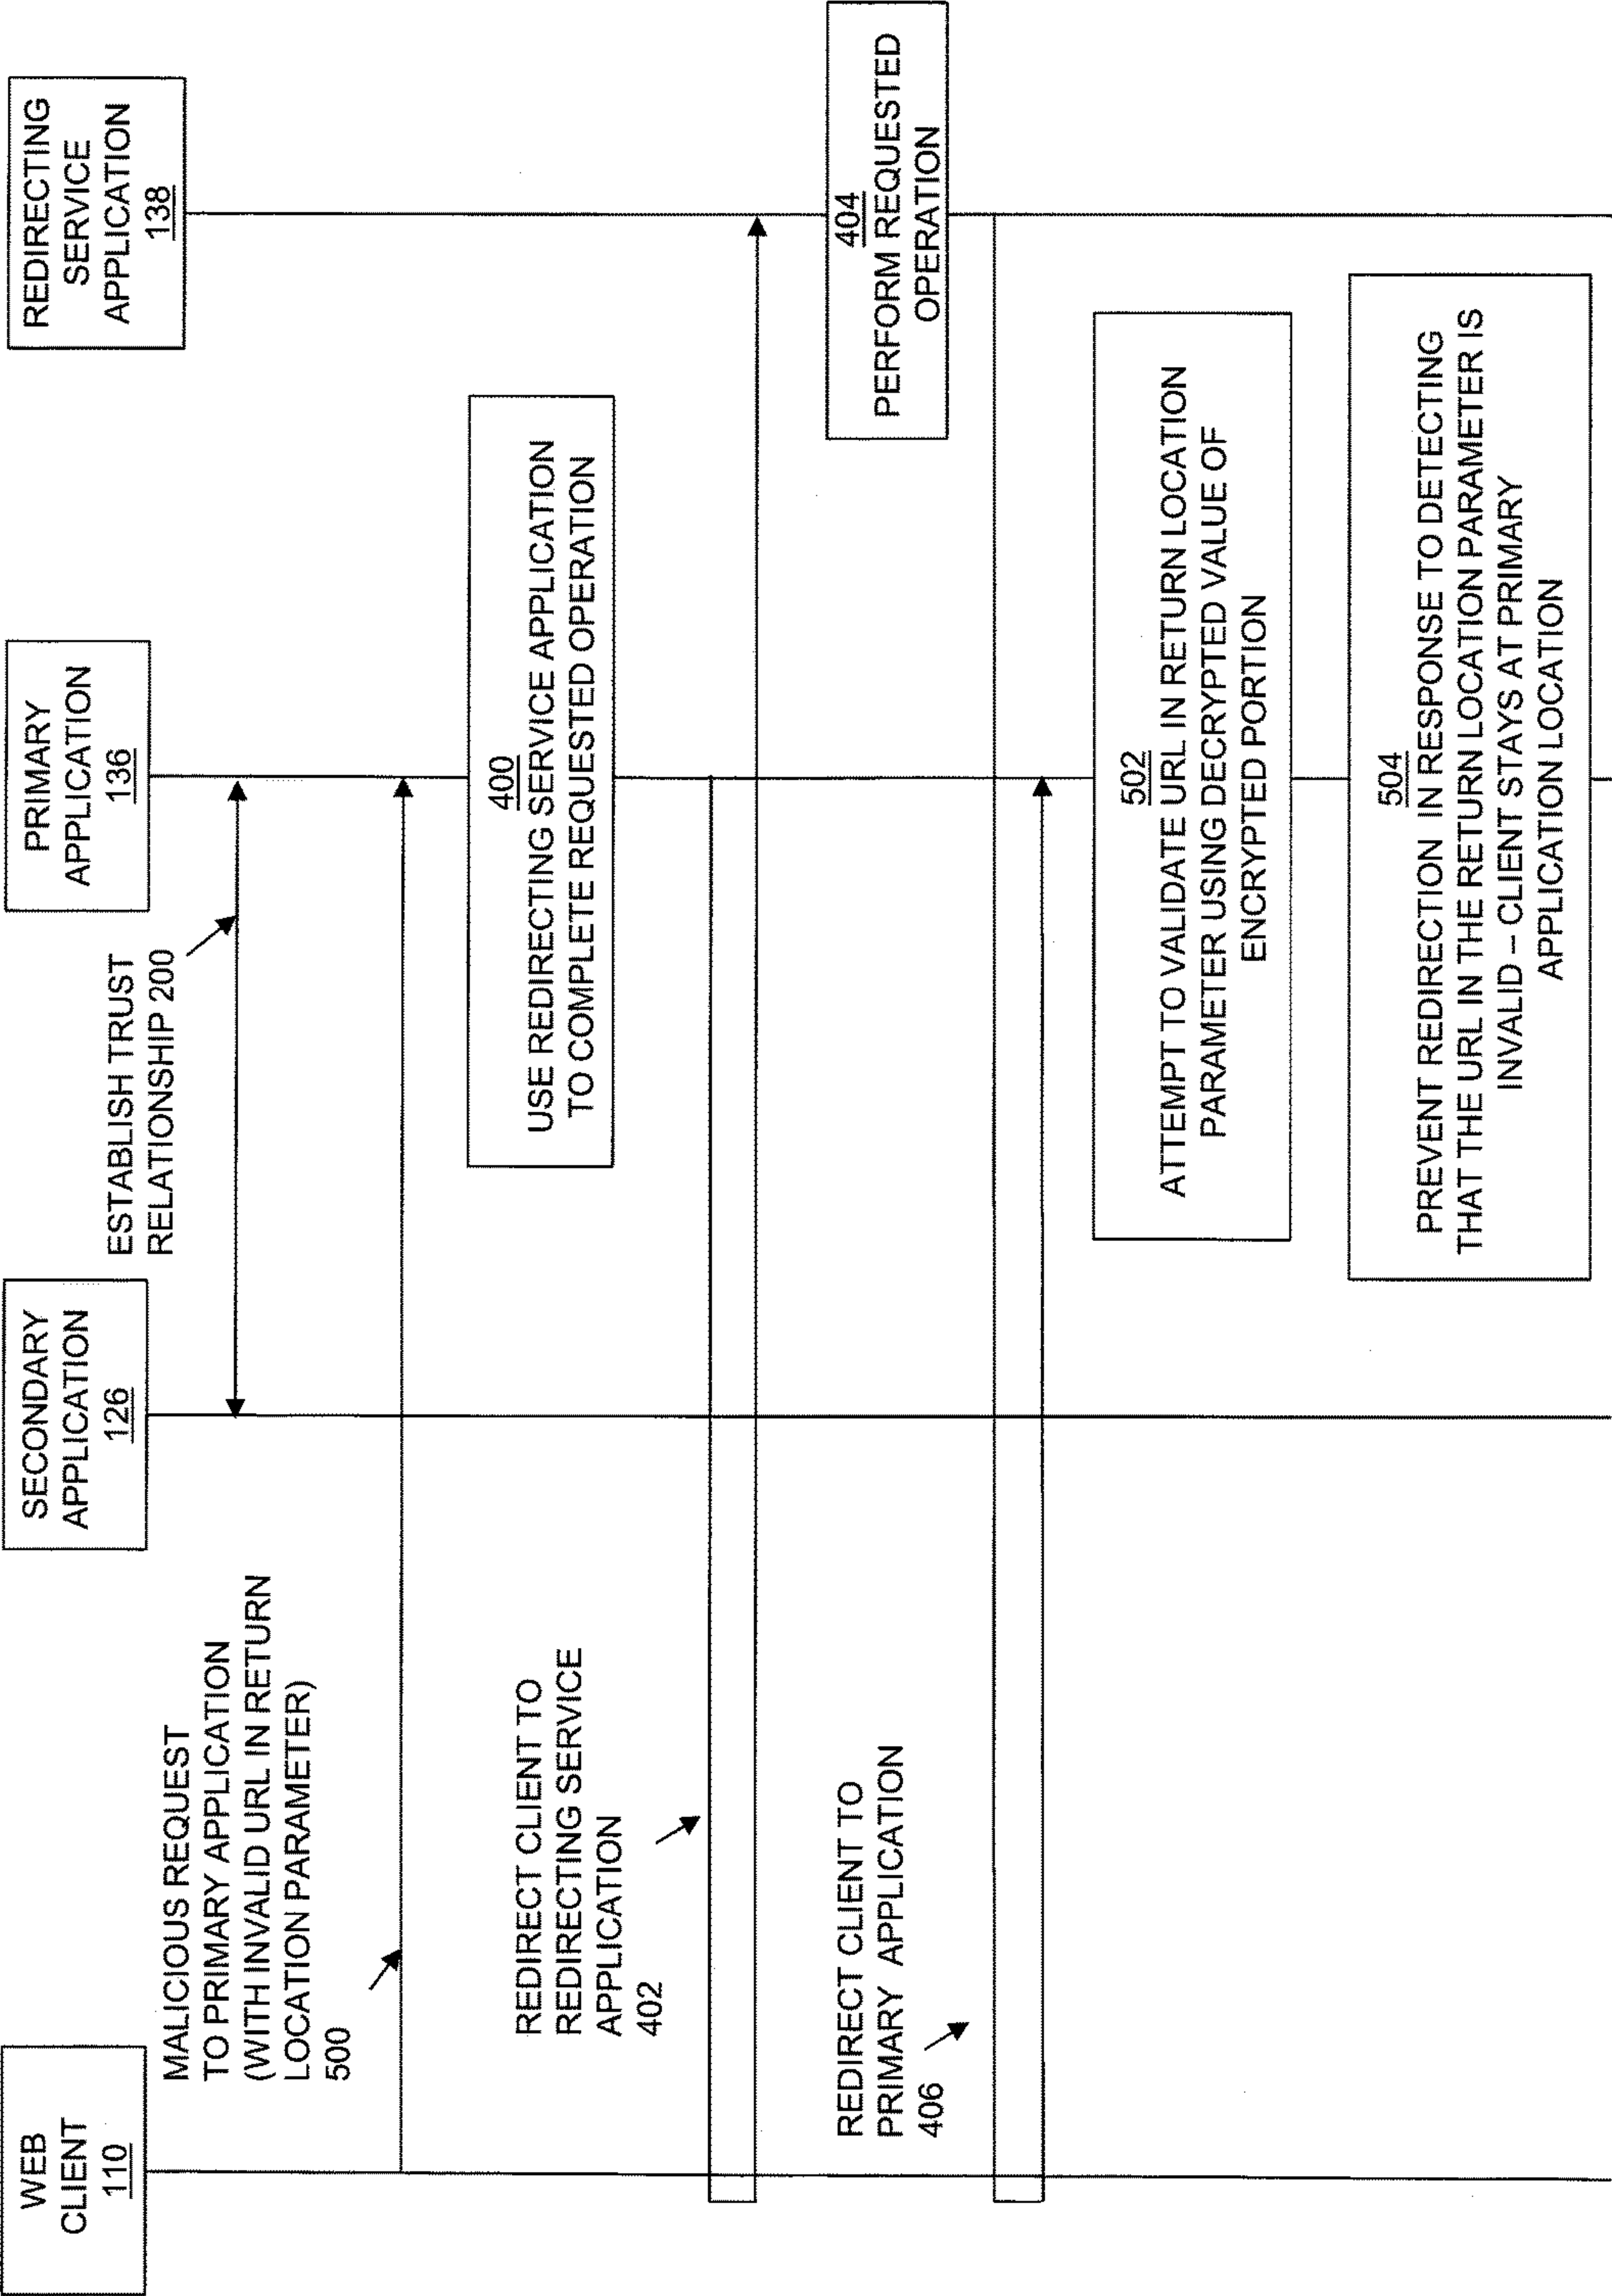 WEB
CLIENT
110
SECONDARY
APPLICATION
126
PRIMARY
APPLICATION
136
REDIRECTING
SERVICE
APPLICATION
138
ESTABLISH TRUST
RELATIONSHIP 200
MALICIOUS REQUEST
TO PRIMARY APPLICATION
(WITH INVALID URL IN RETURN
LOCATION PARAMETER)
500
400
USE REDIRECTING SERVICE APPLICATION
TO COMPLETE REQUESTED OPERATION
REDIRECT CLIENT TO
REDIRECTING SERVICE
APPLICATION
402
404
PERFORM REQUESTED
OPERATION
REDIRECT CLIENT TO
PRIMARY APPLICATION
406
502
ATTEMPT TO VALIDATE URL IN RETURN LOCATION
PARAMETER USING DECRYPTED VALUE OF
ENCRYPTED PORTION
504
PREVENT REDIRECTION IN RESPONSE TO DETECTING
THAT THE URL IN THE RETURN LOCATION PARAMETER IS
INVALID – CLIENT STAYS AT PRIMARY
APPLICATION LOCATION